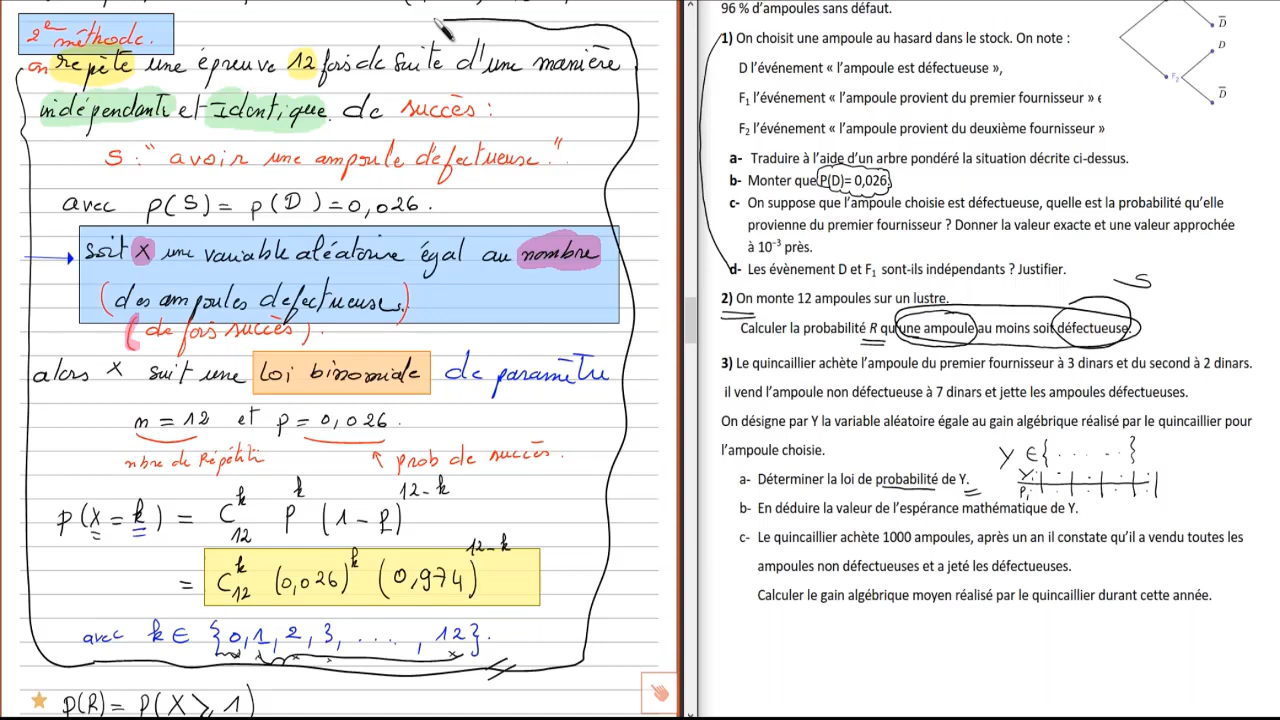 2eme méthode.
on répète une épreuve 12 fois de suite d'une manière
indépendante et Identique de succès :
S : "avoir une ampoule défectueuse".
avec p(S) = p(D) = 0,026.
soit X une variable aléatoire égal au nombre
(des ampoules defectueuses)
(de fois succès).
alors X suit une loi binomiale de paramètre
n = 12 et p = 0,026.
nbre de Répétiti prob de succès.
p(X = k) = C₁₂ᵏ pᵏ (1 - p)¹²⁻ᵏ
= C₁₂ᵏ (0,026)ᵏ (0,974)¹²⁻ᵏ
avec k ∈ {0, 1, 2, 3, ...., 12}.
p(R) = p(X ⩾ 1)
96 % d'ampoules sans défaut.
1) On choisit une ampoule au hasard dans le stock. On note :
D l'événement « l'ampoule est défectueuse »,
F₁ l'événement « l'ampoule provient du premier fournisseur » e
F₂ l'événement « l'ampoule provient du deuxième fournisseur »
D̅
D
F₂
D̅
a- Traduire à l'aide d'un arbre pondéré la situation décrite ci-dessus.
b- Monter que P(D)= 0,026.
c- On suppose que l'ampoule choisie est défectueuse, quelle est la probabilité qu'elle
provienne du premier fournisseur ? Donner la valeur exacte et une valeur approchée
à 10⁻³ près.
d- Les évènement D et F₁ sont-ils indépendants ? Justifier.
S
2) On monte 12 ampoules sur un lustre.
Calculer la probabilité R qu'une ampoule au moins soit défectueuse.
3) Le quincaillier achète l'ampoule du premier fournisseur à 3 dinars et du second à 2 dinars.
il vend l'ampoule non défectueuse à 7 dinars et jette les ampoules défectueuses.
On désigne par Y la variable aléatoire égale au gain algébrique réalisé par le quincaillier pour
l'ampoule choisie.
Y ∈ { ..... }
a- Déterminer la loi de probabilité de Y.
Yi
Pi
b- En déduire la valeur de l'espérance mathématique de Y.
c- Le quincaillier achète 1000 ampoules, après un an il constate qu'il a vendu toutes les
ampoules non défectueuses et a jeté les défectueuses.
Calculer le gain algébrique moyen réalisé par le quincaillier durant cette année.